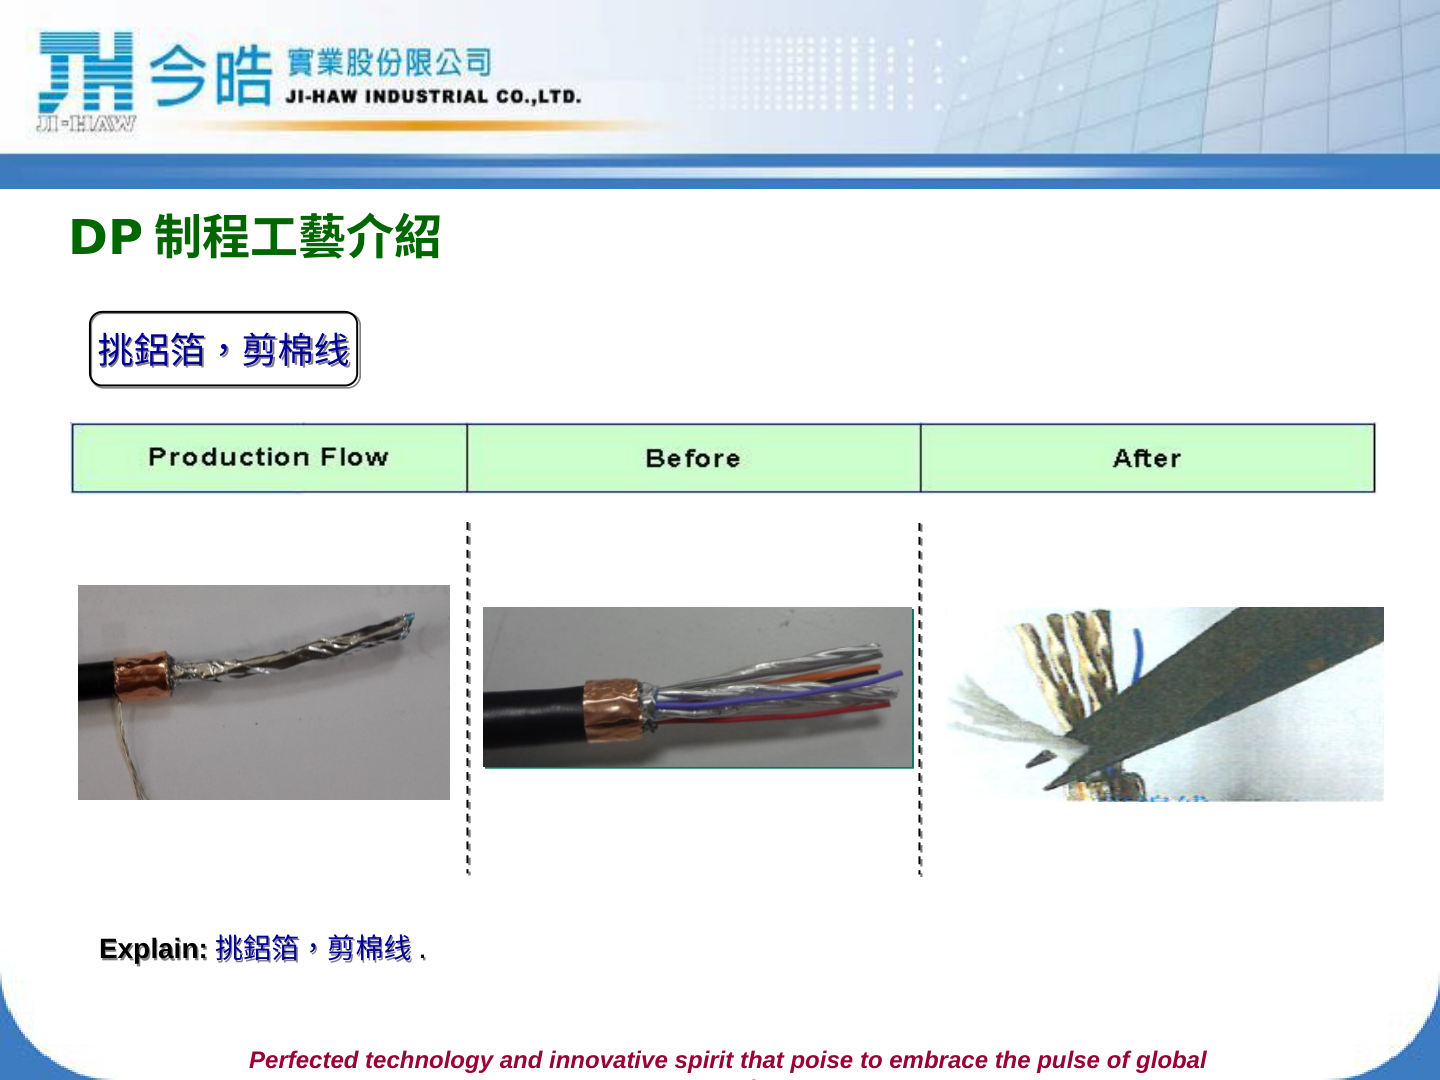 JI-HAW
今皓
實業股份限公司
JI-HAW INDUSTRIAL CO.,LTD.
DP 制程工藝介紹
挑鋁箔，剪棉线
Production Flow Before After
Explain: 挑鋁箔，剪棉线 .
Perfected technology and innovative spirit that poise to embrace the pulse of global